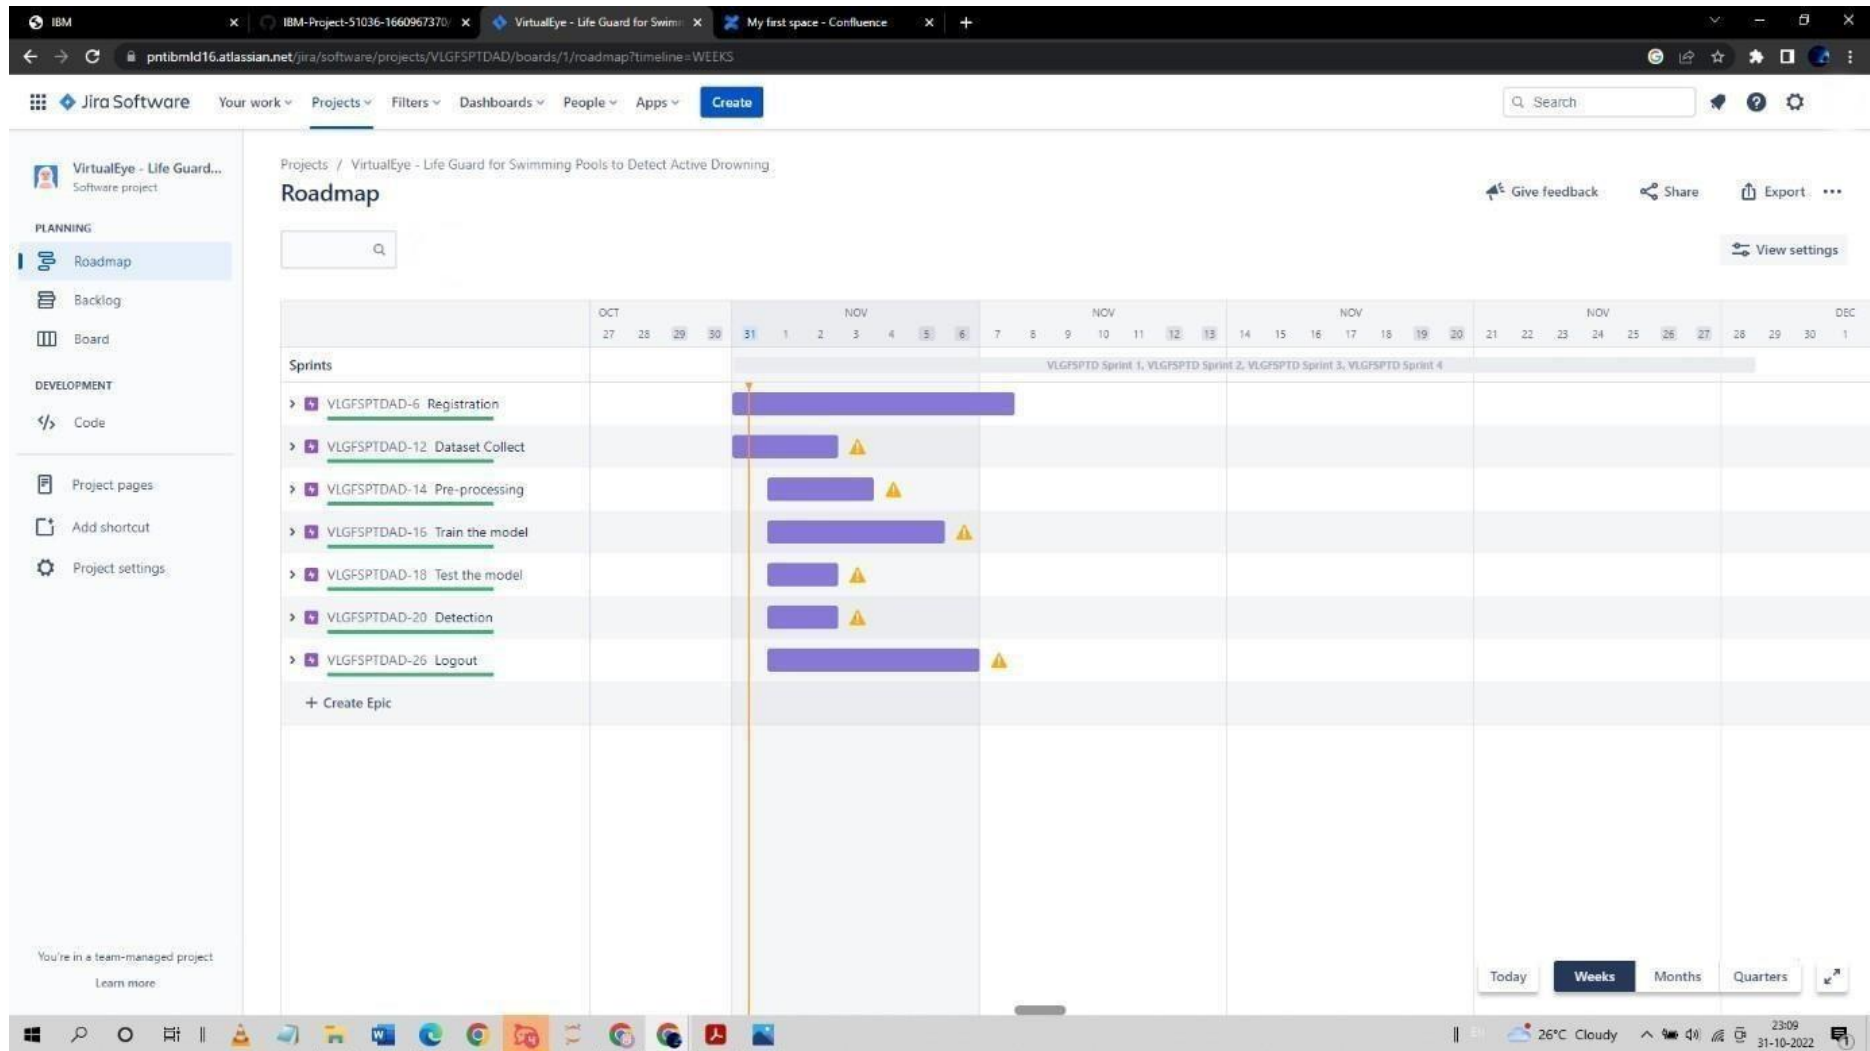 IBM
IBM-Project-51036-1660967370/
VirtualEye - Life Guard for Swim
My first space - Confluence
pntibmld16.atlassian.net/jira/software/projects/VLGFSPTDAD/boards/1/roadmap?timeline=WEEKS
Jira Software Your work Projects Filters Dashboards People Apps Create Search
VirtualEye - Life Guard...
Software project
PLANNING
Roadmap
Backlog
Board
DEVELOPMENT
Code
Project pages
Add shortcut
Project settings
You're in a team-managed project
Learn more
Projects / VirtualEye - Life Guard for Swimming Pools to Detect Active Drowning
Roadmap
Give feedback Share Export
View settings
OCT NOV NOV NOV NOV DEC
27 28 29 30 31 1 2 3 4 5 6 7 8 9 10 11 12 13 14 15 16 17 18 19 20 21 22 23 24 25 26 27 28 29 30 1
Sprints
VLGFSPTD Sprint 1, VLGFSPTD Sprint 2, VLGFSPTD Sprint 3, VLGFSPTD Sprint 4
VLGFSPTDAD-6 Registration
VLGFSPTDAD-12 Dataset Collect
VLGFSPTDAD-14 Pre-processing
VLGFSPTDAD-16 Train the model
VLGFSPTDAD-18 Test the model
VLGFSPTDAD-20 Detection
VLGFSPTDAD-26 Logout
+ Create Epic
Today Weeks Months Quarters
26°C Cloudy
23:09
31-10-2022